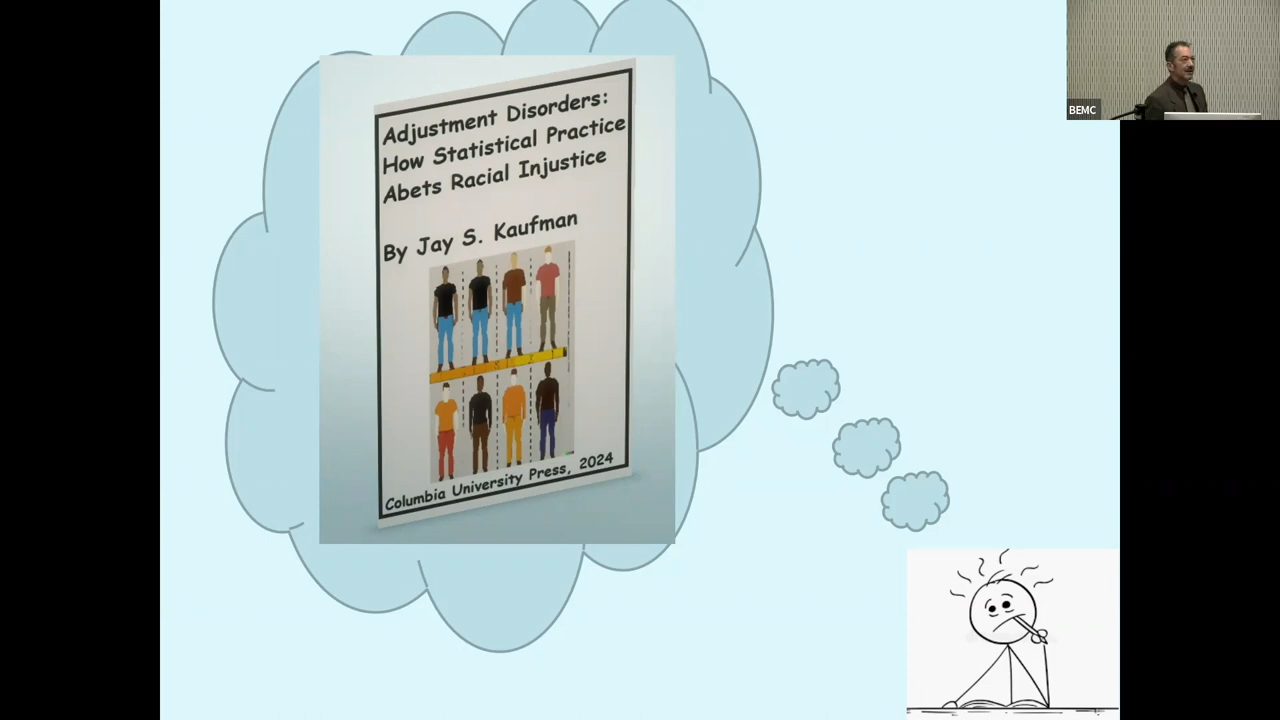 Adjustment Disorders:
How Statistical Practice
Abets Racial Injustice
By Jay S. Kaufman
Columbia University Press, 2024
BEMC